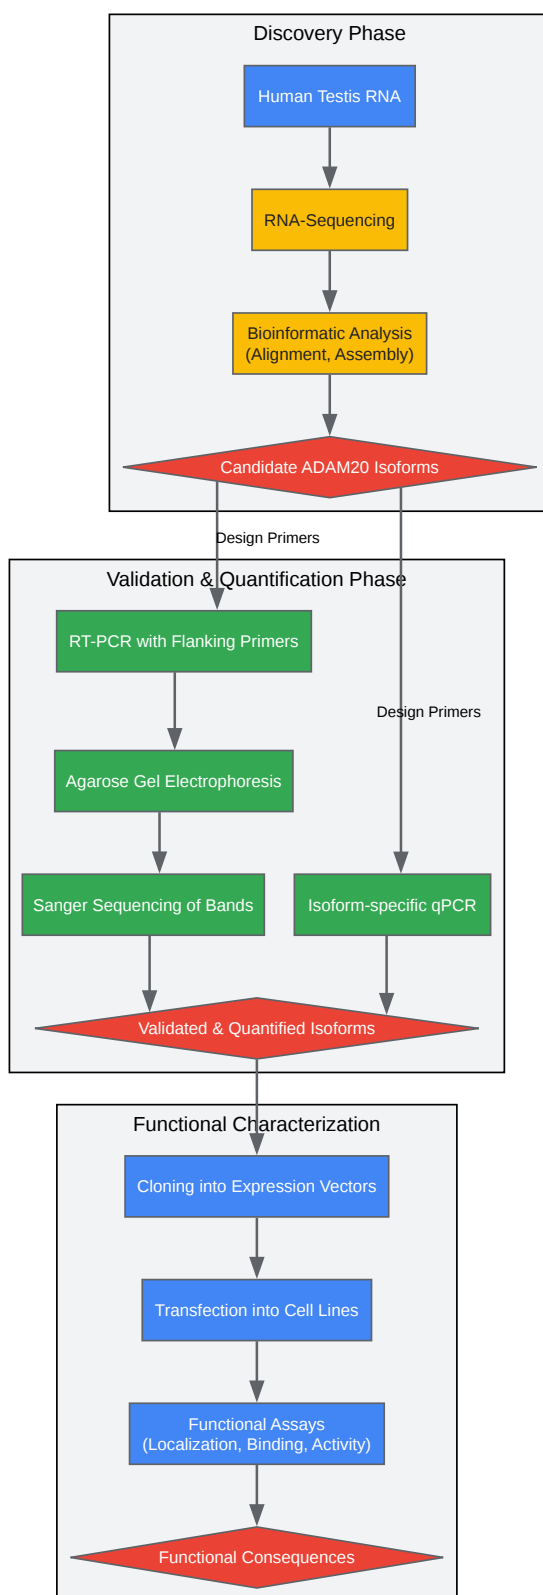 Discovery Phase
Human Testis RNA
RNA-Sequencing
Bioinformatic Analysis
(Alignment, Assembly)
Candidate ADAM20 Isoforms
Design Primers
Validation & Quantification Phase
RT-PCR with Flanking Primers
Design Primers
Agarose Gel Electrophoresis
Sanger Sequencing of Bands
Isoform-specific qPCR
Validated & Quantified Isoforms
Functional Characterization
Cloning into Expression Vectors
Transfection into Cell Lines
Functional Assays
(Localization, Binding, Activity)
Functional Consequences